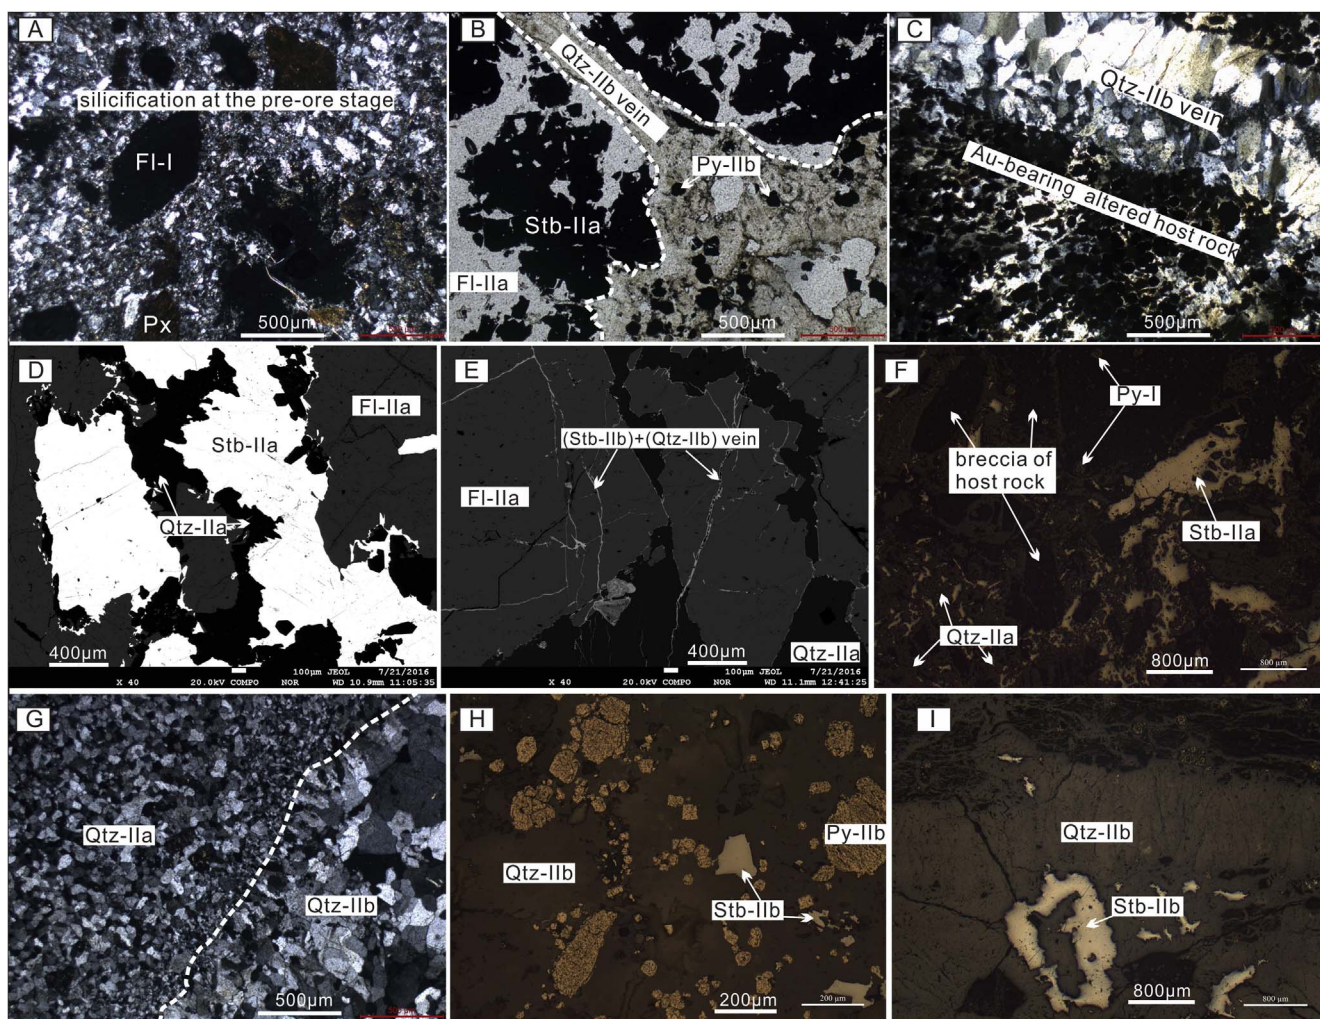 A
silicification at the pre-ore stage
Fl-I
Px
500μm
B
Qtz-IIb vein
Py-IIb
Stb-IIa
Fl-IIa
500μm
500 μm
C
Qtz-IIb vein
Au-bearing altered host rock
500μm
D
Fl-IIa
Stb-IIa
Qtz-IIa
400μm
100μm JEOL 7/21/2016
X 40 20.0kV COMPO NOR WD 10.9mm 11:05:35
E
(Stb-IIb)+(Qtz-IIb) vein
Fl-IIa
Qtz-IIa
400μm
100μm JEOL 7/21/2016
X 40 20.0kV COMPO NOR WD 11.1mm 12:41:25
F
Py-I
breccia of
host rock
Stb-IIa
Qtz-IIa
800μm
800 μm
G
Qtz-IIa
Qtz-IIb
500μm
H
Py-IIb
Qtz-IIb
Stb-IIb
200μm
200 μm
I
Qtz-IIb
Stb-IIb
800μm
800 μm